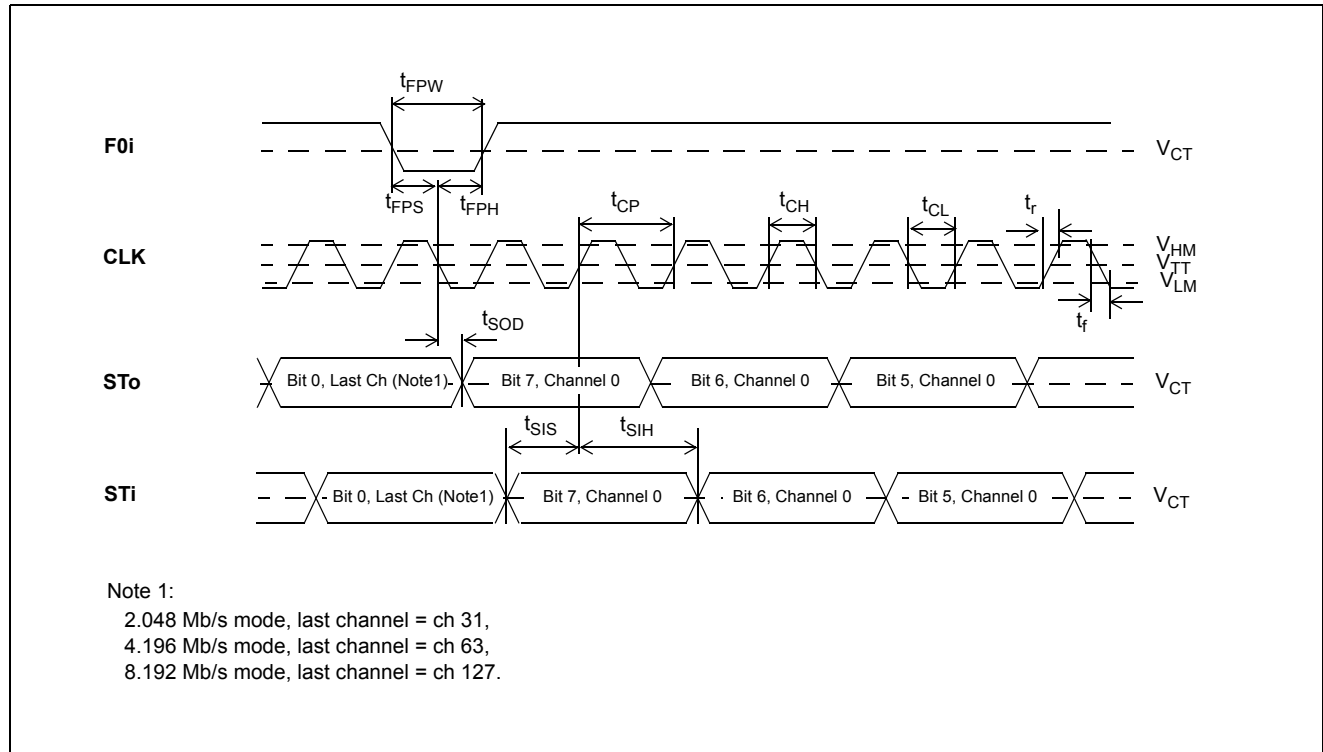 tFPW
F0i
VCT
tFPS
tFPH
tCP
tCH
tCL
tr
CLK
VHM
VTT
VLM
tf
tSOD
STo
Bit 0, Last Ch (Note1)
Bit 7, Channel 0
Bit 6, Channel 0
Bit 5, Channel 0
VCT
tSIS
tSIH
STi
Bit 0, Last Ch (Note1)
Bit 7, Channel 0
Bit 6, Channel 0
Bit 5, Channel 0
VCT
Note 1:
2.048 Mb/s mode, last channel = ch 31,
4.196 Mb/s mode, last channel = ch 63,
8.192 Mb/s mode, last channel = ch 127.